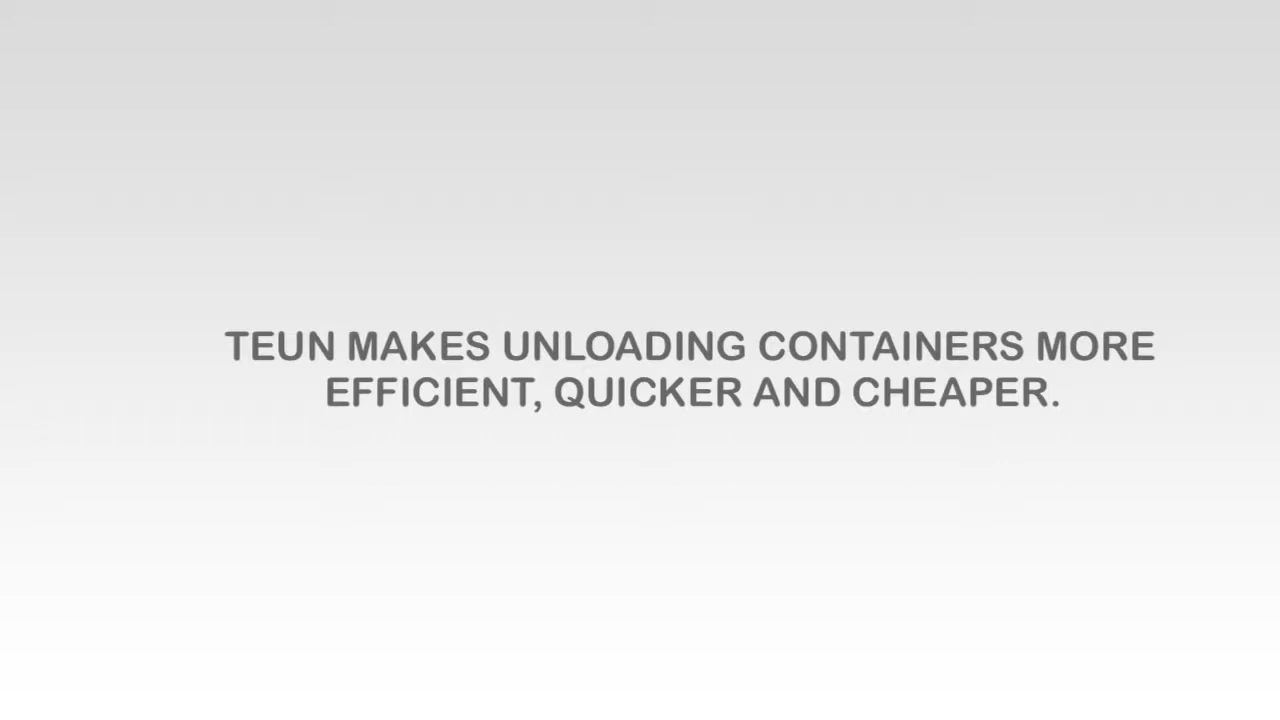 TEUN MAKES UNLOADING CONTAINERS MORE
EFFICIENT, QUICKER AND CHEAPER.